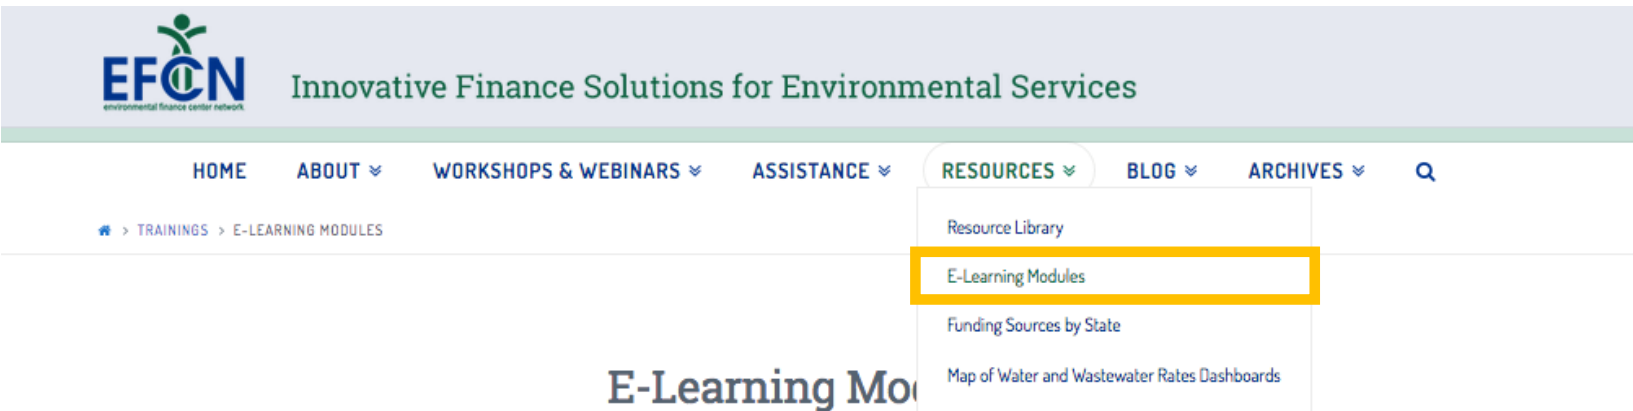 EFCN
environmental finance center network
Innovative Finance Solutions for Environmental Services
HOME ABOUT WORKSHOPS & WEBINARS ASSISTANCE RESOURCES BLOG ARCHIVES
> TRAININGS > E-LEARNING MODULES
Resource Library
E-Learning Modules
Funding Sources by State
Map of Water and Wastewater Rates Dashboards
E-Learning Mo